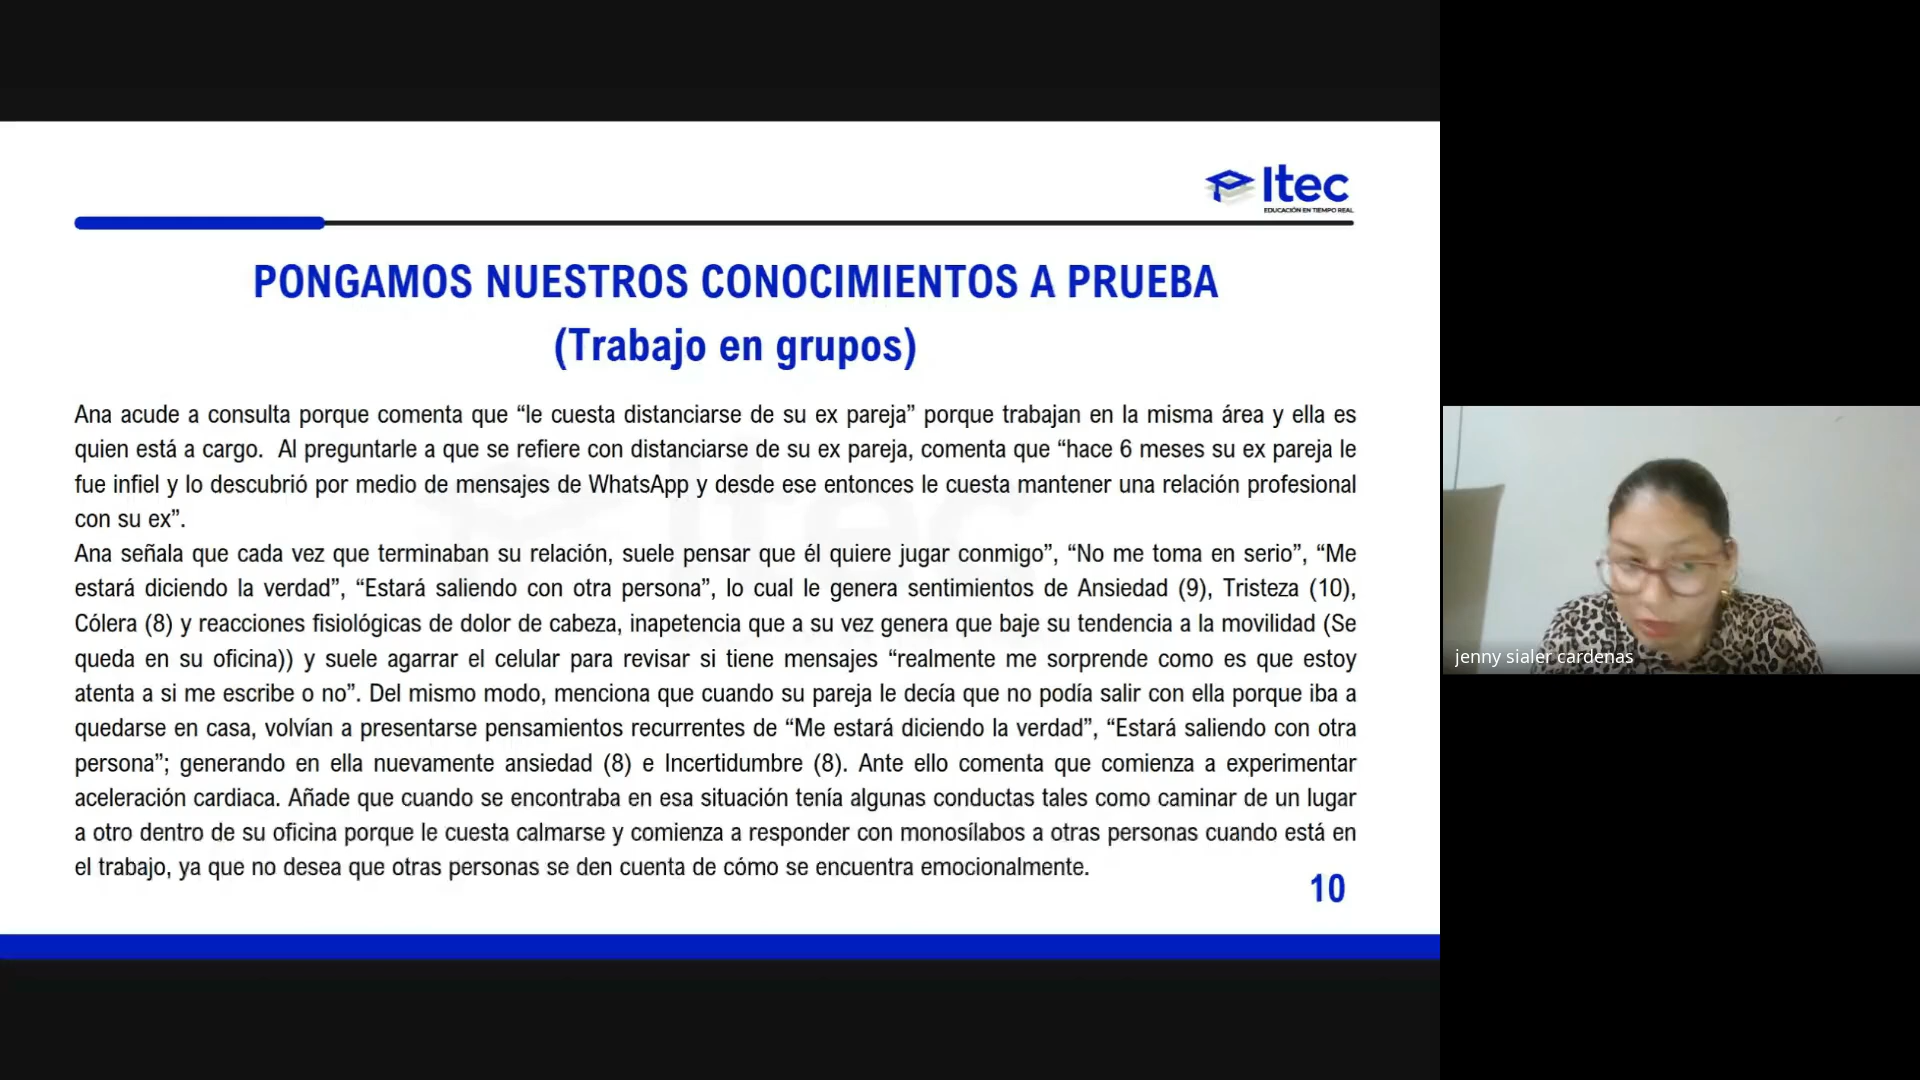 Itec
EDUCACIÓN EN TIEMPO REAL
PONGAMOS NUESTROS CONOCIMIENTOS A PRUEBA
(Trabajo en grupos)
Ana acude a consulta porque comenta que “le cuesta distanciarse de su ex pareja” porque trabajan en la misma área y ella es
quien está a cargo. Al preguntarle a que se refiere con distanciarse de su ex pareja, comenta que “hace 6 meses su ex pareja le
fue infiel y lo descubrió por medio de mensajes de WhatsApp y desde ese entonces le cuesta mantener una relación profesional
con su ex”.
Ana señala que cada vez que terminaban su relación, suele pensar que él quiere jugar conmigo”, “No me toma en serio”, “Me
estará diciendo la verdad”, “Estará saliendo con otra persona”, lo cual le genera sentimientos de Ansiedad (9), Tristeza (10),
Cólera (8) y reacciones fisiológicas de dolor de cabeza, inapetencia que a su vez genera que baje su tendencia a la movilidad (Se
queda en su oficina)) y suele agarrar el celular para revisar si tiene mensajes “realmente me sorprende como es que estoy
atenta a si me escribe o no”. Del mismo modo, menciona que cuando su pareja le decía que no podía salir con ella porque iba a
quedarse en casa, volvían a presentarse pensamientos recurrentes de “Me estará diciendo la verdad”, “Estará saliendo con otra
persona”; generando en ella nuevamente ansiedad (8) e Incertidumbre (8). Ante ello comenta que comienza a experimentar
aceleración cardiaca. Añade que cuando se encontraba en esa situación tenía algunas conductas tales como caminar de un lugar
a otro dentro de su oficina porque le cuesta calmarse y comienza a responder con monosílabos a otras personas cuando está en
el trabajo, ya que no desea que otras personas se den cuenta de cómo se encuentra emocionalmente.
10
jenny sialer cardenas